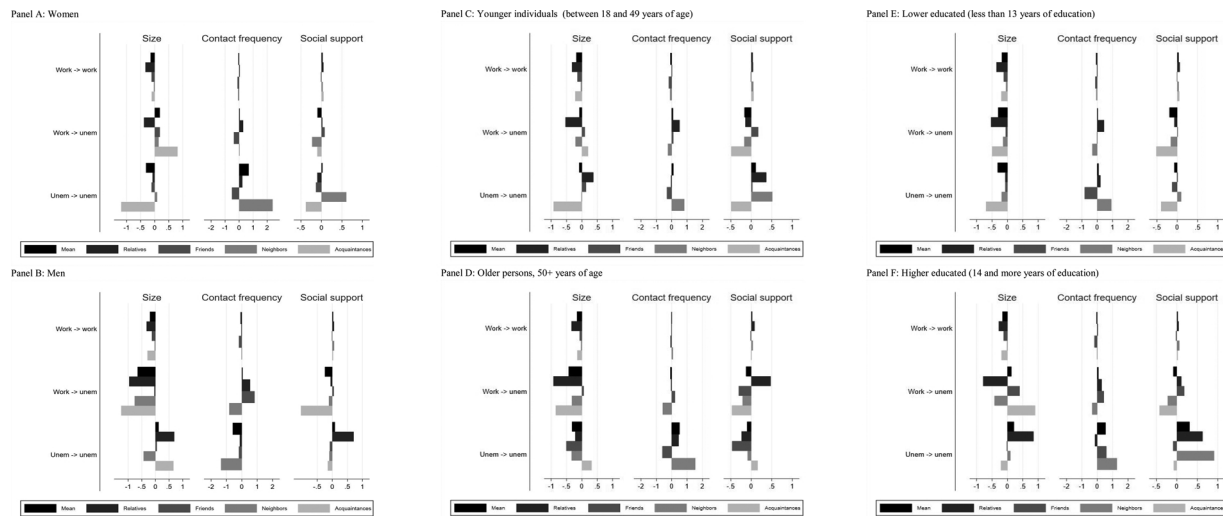 Panel A: Women
Size Contact frequency Social support
Work -> work
Work -> unem
Unem -> unem
-1 -.5 0 .5 1 -2 -1 0 1 2 -1 -.5 0 .5 1
Mean Relatives Friends Neighbors Acquaintances
Panel B: Men
Size Contact frequency Social support
Work -> work
Work -> unem
Unem -> unem
-1 -.5 0 .5 1 -2 -1 0 1 2 -1 -.5 0 .5 1
Mean Relatives Friends Neighbors Acquaintances
Panel C: Younger individuals (between 18 and 49 years of age)
Size Contact frequency Social support
Work -> work
Work -> unem
Unem -> unem
-1 -.5 0 .5 1 -2 -1 0 1 2 -1 -.5 0 .5 1
Mean Relatives Friends Neighbors Acquaintances
Panel D: Older persons, 50+ years of age
Size Contact frequency Social support
Work -> work
Work -> unem
Unem -> unem
-1 -.5 0 .5 1 -2 -1 0 1 2 -1 -.5 0 .5 1
Mean Relatives Friends Neighbors Acquaintances
Panel E: Lower educated (less than 13 years of education)
Size Contact frequency Social support
Work -> work
Work -> unem
Unem -> unem
-1 -.5 0 .5 1 -2 -1 0 1 2 -1 -.5 0 .5 1
Mean Relatives Friends Neighbors Acquaintances
Panel F: Higher educated (14 and more years of education)
Size Contact frequency Social support
Work -> work
Work -> unem
Unem -> unem
-1 -.5 0 .5 1 -2 -1 0 1 2 -1 -.5 0 .5 1
Mean Relatives Friends Neighbors Acquaintances